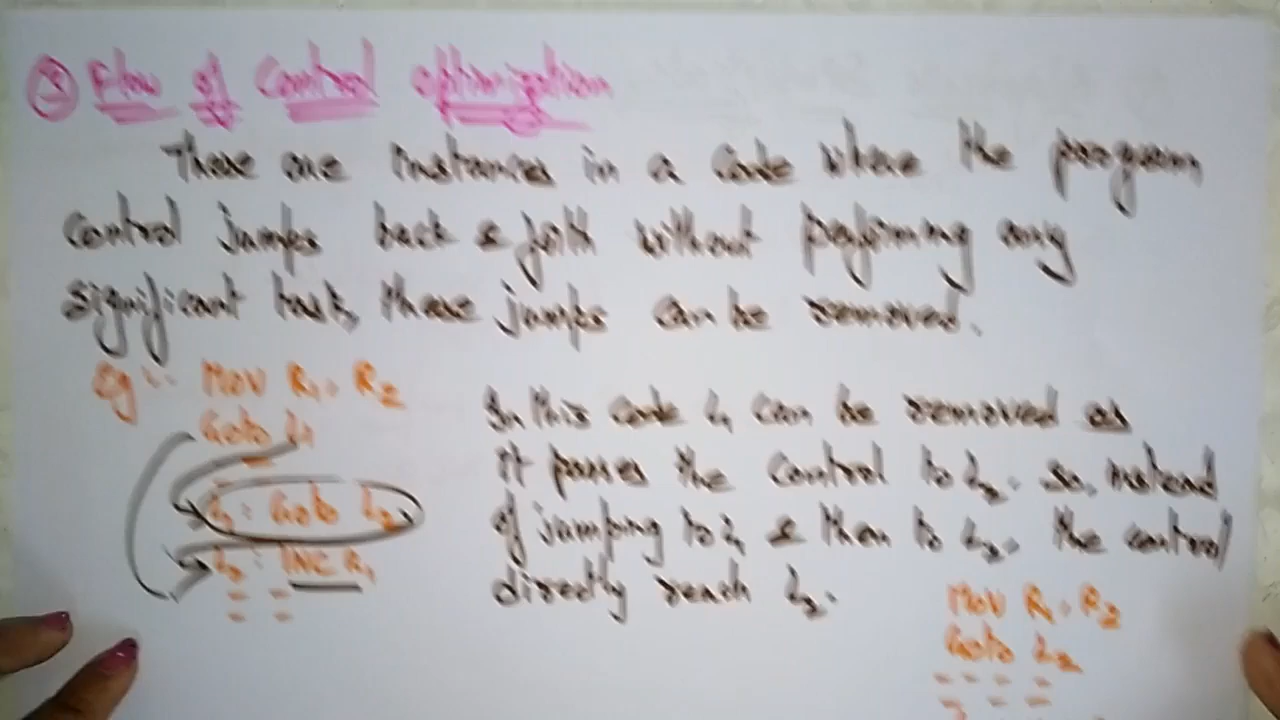 ③ Flow of Control optimization
There are instances in a code where the program
control jumps back & forth without performing any
significant task, these jumps can be removed.
Eg :- MOV R1, R2
Goto L1
L1 : Goto L2
L2 : INC R1
In this code L1 can be removed as
it passes the control to L2. so, instead
of jumping to L1 & then to L2, the control
directly reach L2.
MOV R1, R2
Goto L2